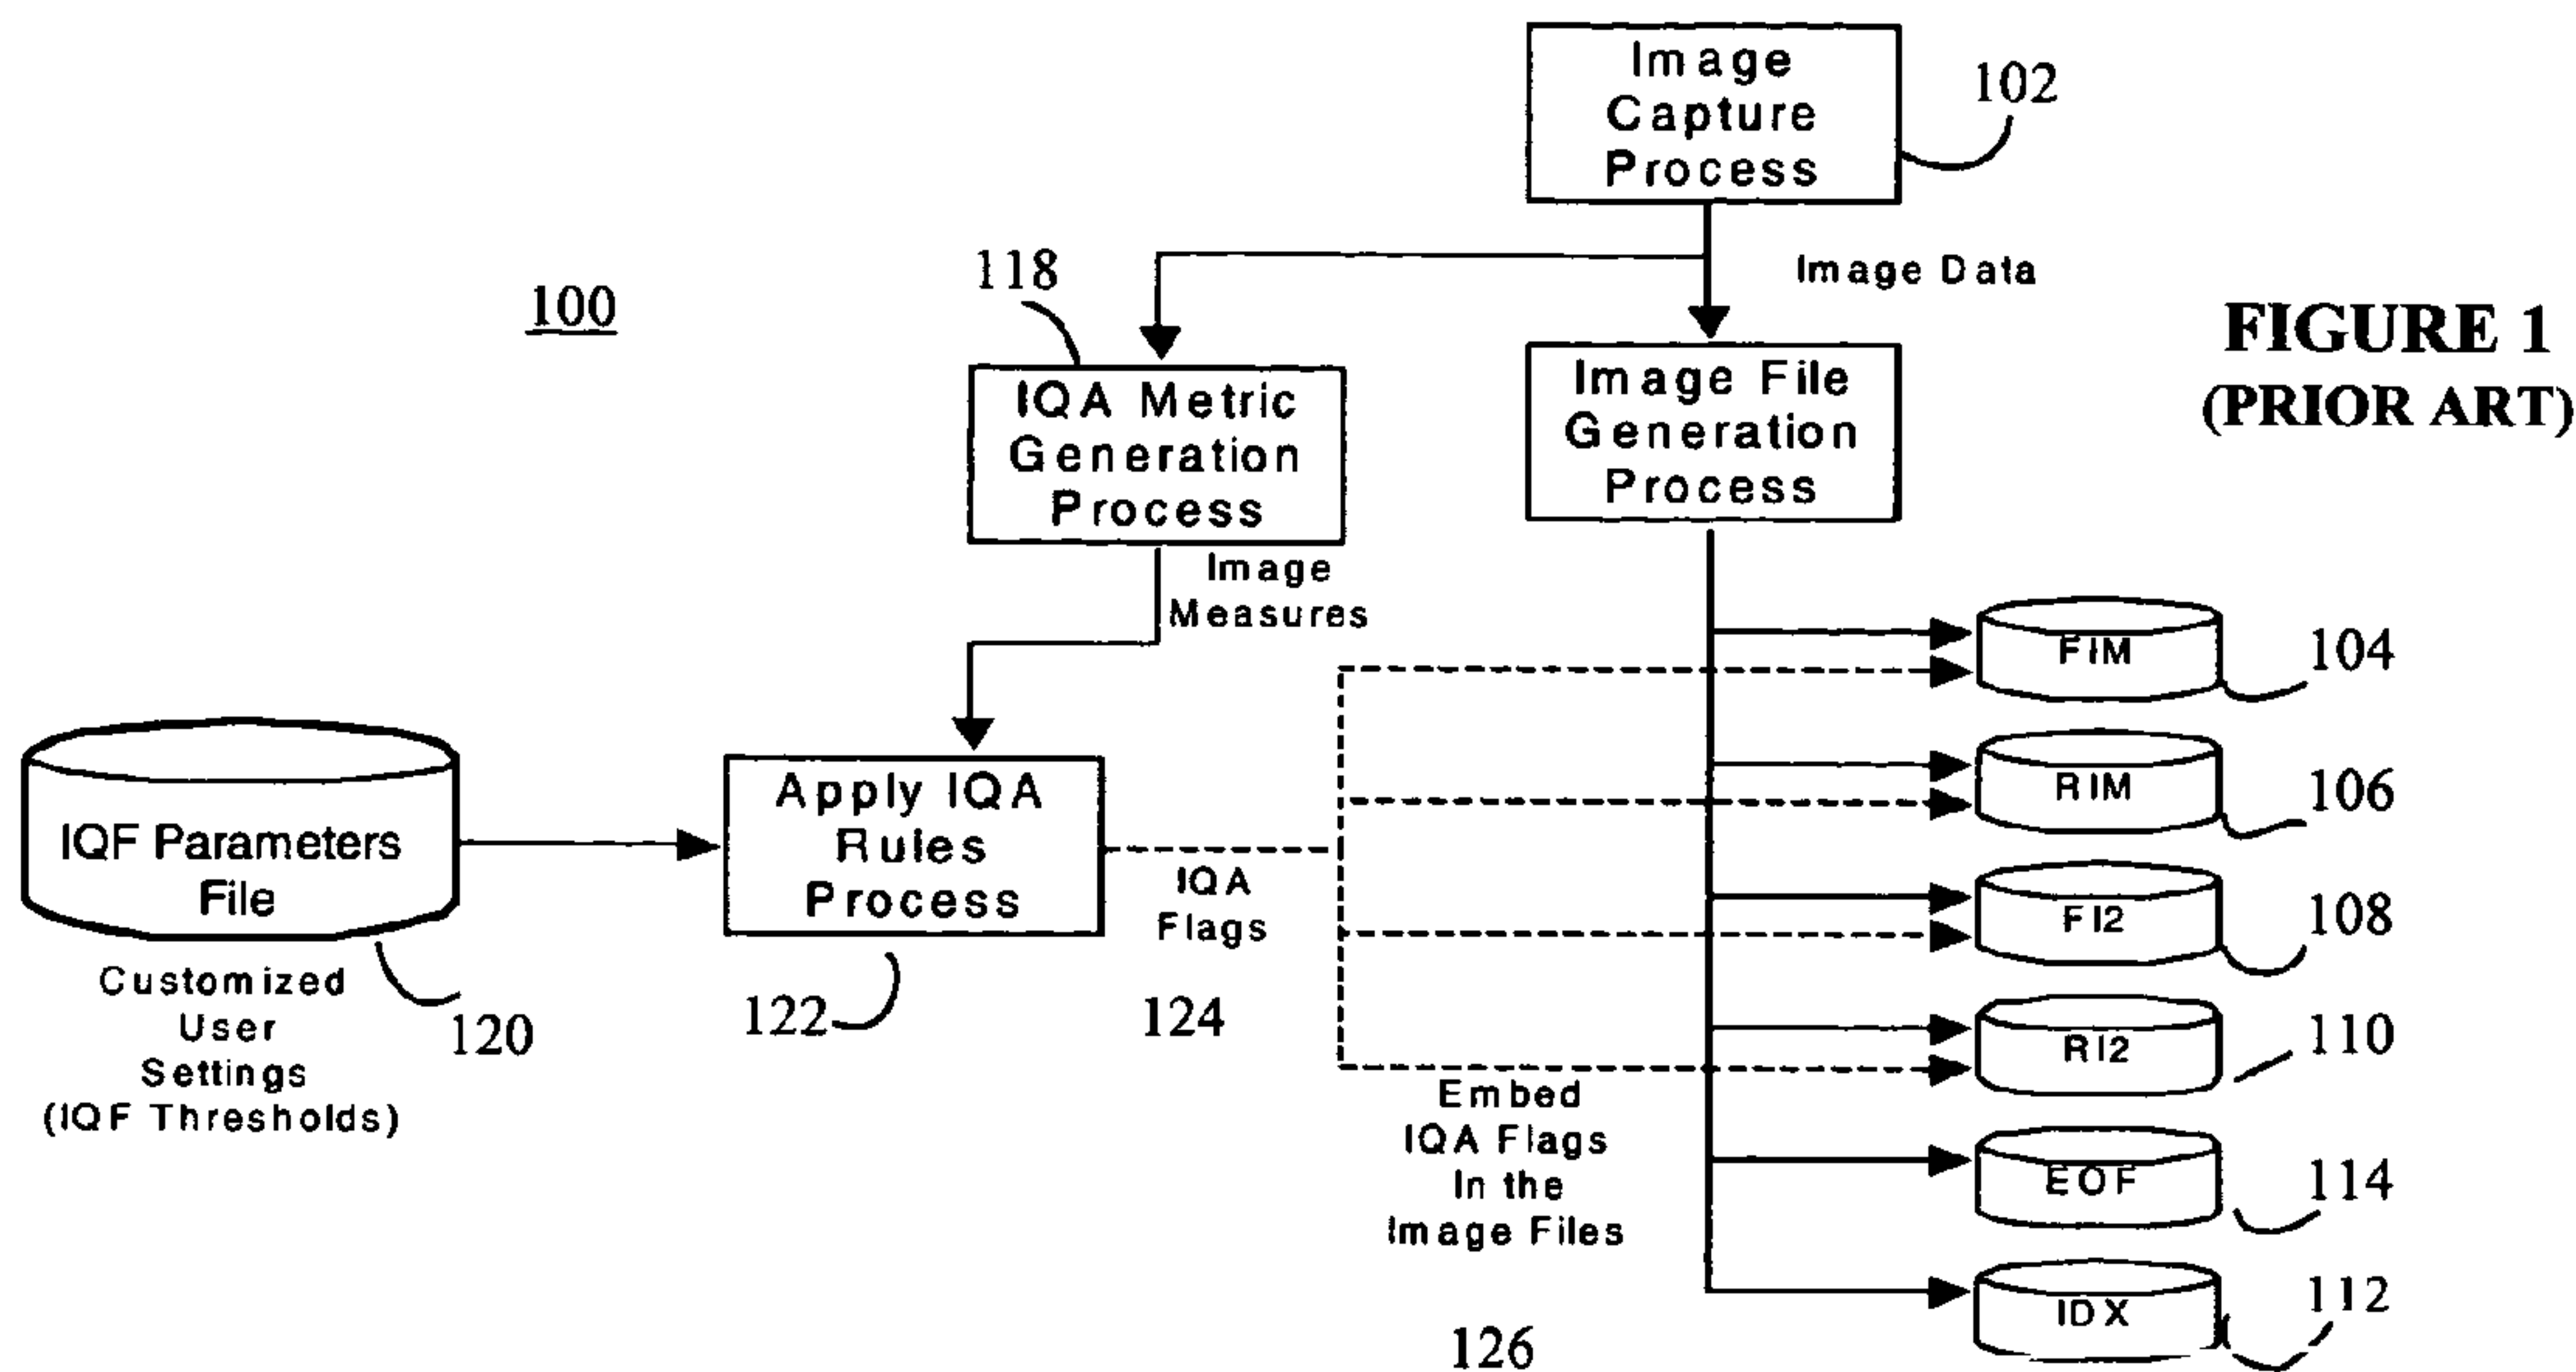 Image
Capture
Process
102
100
118
Image Data
FIGURE 1
(PRIOR ART)
IQA Metric
Generation
Process
Image File
Generation
Process
Image
Measures
FIM
104
RIM
106
IQF Parameters
File
Apply IQA
Rules
Process
IQA
Flags
FI2
108
Customized
User
Settings
(IQF Thresholds)
120
122
124
RI2
110
Embed
IQA Flags
In the
Image Files
EOF
114
IDX
112
126